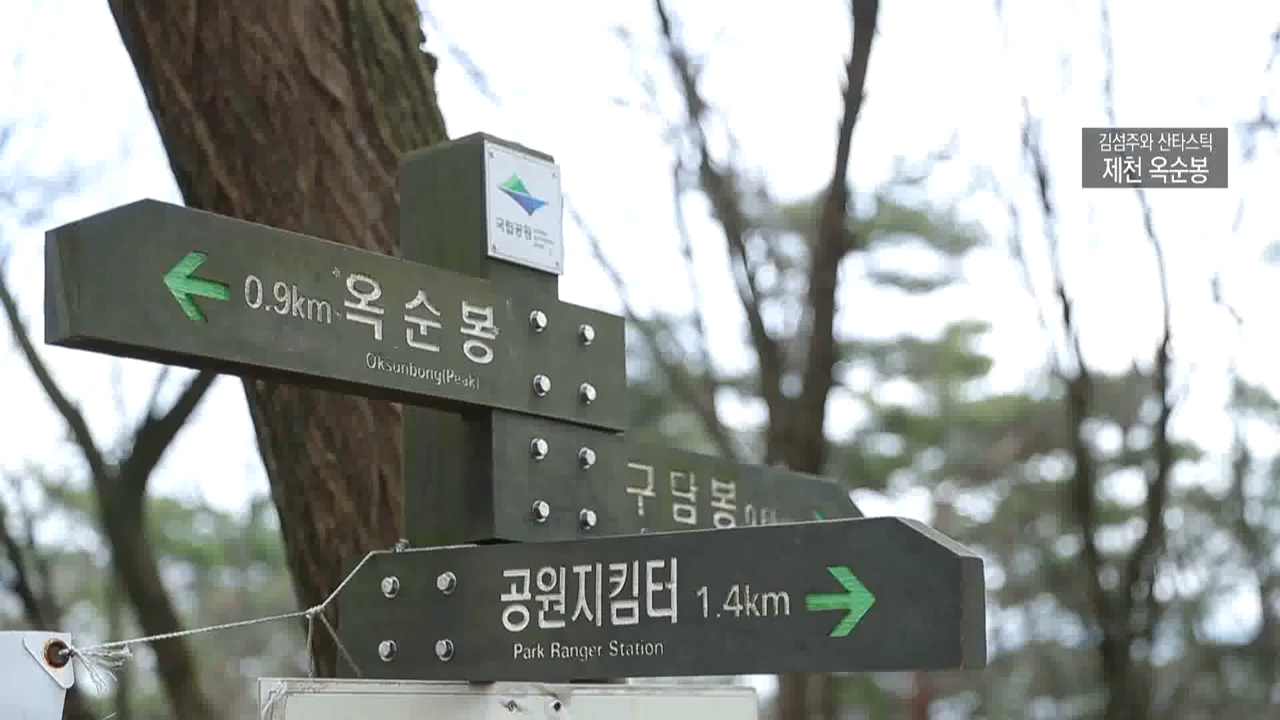 김섬주와 산타스틱
제천 옥순봉
국립공원
0.9km 옥순봉
Oksunbong(Peak)
구담봉
공원지킴터 1.4km
Park Ranger Station